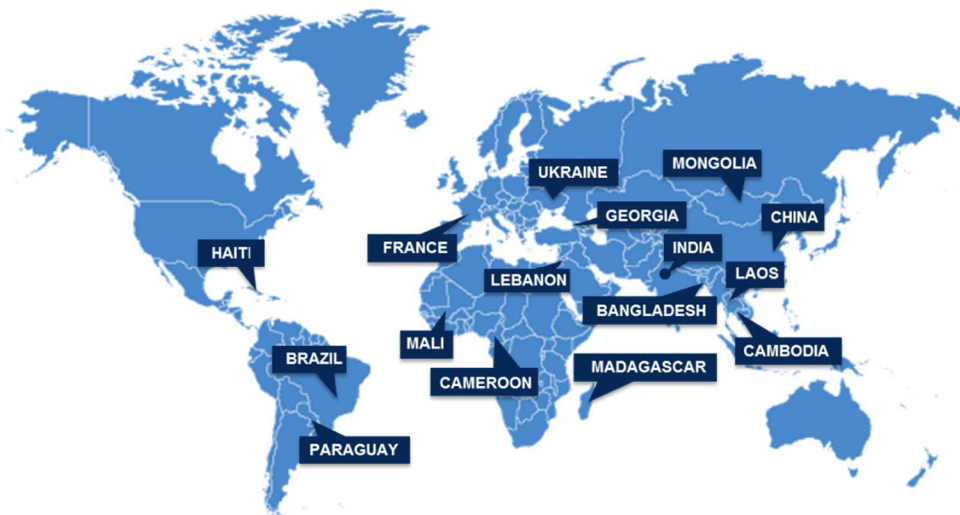 UKRAINE
MONGOLIA
GEORGIA
CHINA
FRANCE
INDIA
HAITI
LEBANON
LAOS
BANGLADESH
MALI
CAMBODIA
BRAZIL
MADAGASCAR
CAMEROON
PARAGUAY